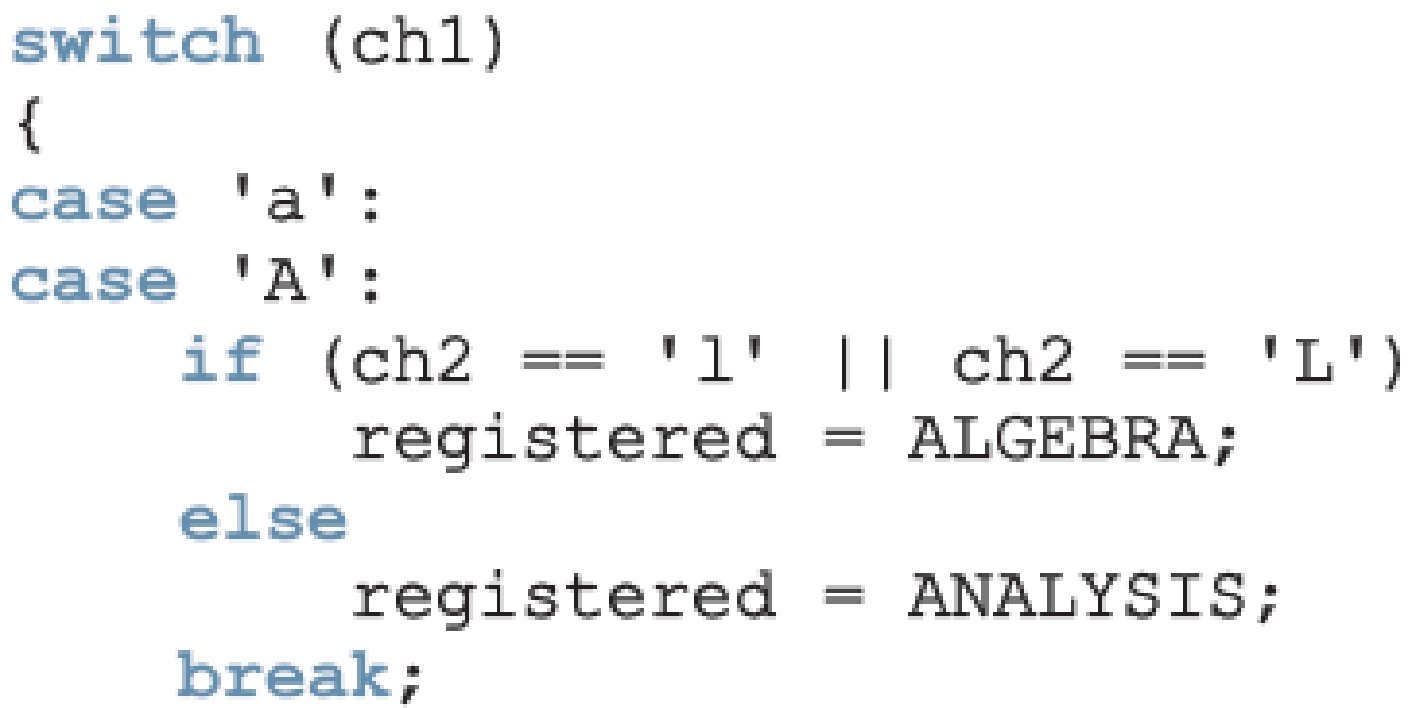 switch (ch1)
{
case 'a':
case 'A':
    if (ch2 == 'l' || ch2 == 'L')
        registered = ALGEBRA;
    else
        registered = ANALYSIS;
    break;